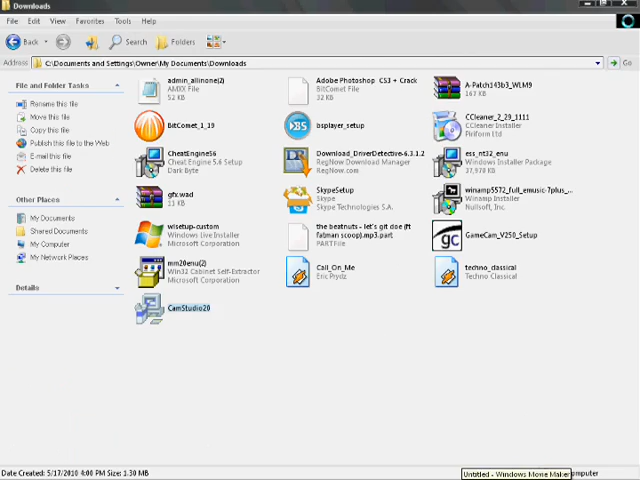 Downloads
File Edit View Favorites Tools Help
Back Search Folders
Address C:\Documents and Settings\Owner\My Documents\Downloads Go
File and Folder Tasks
Rename this file
Move this file
Copy this file
Publish this file to the Web
E-mail this file
Delete this file
Other Places
My Documents
Shared Documents
My Computer
My Network Places
Details
admin_allinone(2)
AMXX File
52 KB
Adobe Photoshop CS3 + Crack
BitComet File
32 KB
A-Patch143b3_WLM9
167 KB
BitComet_1_19
bsplayer_setup
CCleaner_2_29_1111
CCleaner Installer
Piriform Ltd
CheatEngine56
Cheat Engine 5.6 Setup
Dark Byte
Download_DriverDetective-6.3.1.2
RegNow Download Manager
RegNow.com
ess_nt32_enu
Windows Installer Package
37,970 KB
gfx.wad
11 KB
SkypeSetup
Skype
Skype Technologies S.A.
winamp5572_full_emusic-7plus_...
Winamp Installer
Nullsoft, Inc.
wlsetup-custom
Windows Live Installer
Microsoft Corporation
the beatnuts - let's git doe (ft
fatman scoop).mp3.part
PARTFile
GameCam_V250_Setup
mm20enu(2)
Win32 Cabinet Self-Extractor
Microsoft Corporation
Call_On_Me
Eric Prydz
techno_classical
Techno Classical
CamStudio20
Date Created: 5/17/2010 4:00 PM Size: 1.30 MB
Untitled - Windows Movie Maker